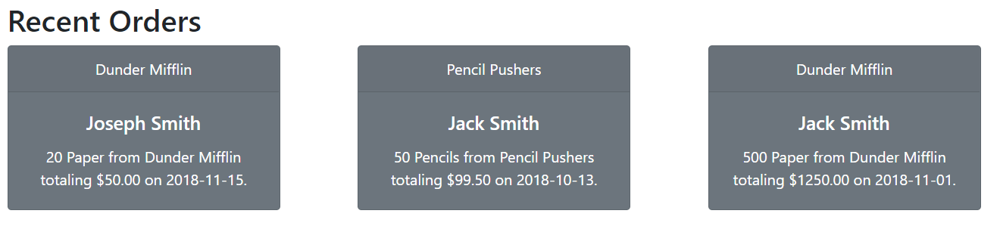 Recent Orders
Dunder Mifflin
Joseph Smith
20 Paper from Dunder Mifflin
totaling $50.00 on 2018-11-15.
Pencil Pushers
Jack Smith
50 Pencils from Pencil Pushers
totaling $99.50 on 2018-10-13.
Dunder Mifflin
Jack Smith
500 Paper from Dunder Mifflin
totaling $1250.00 on 2018-11-01.